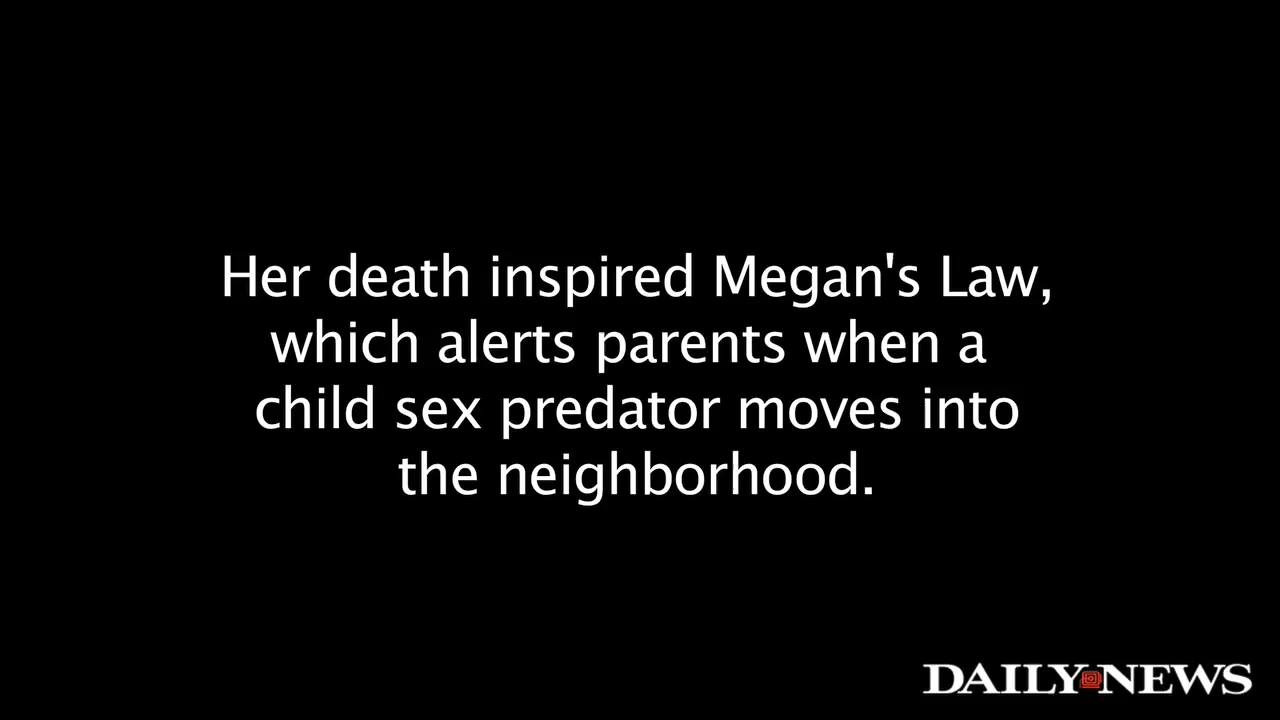 Her death inspired Megan's Law,
which alerts parents when a
child sex predator moves into
the neighborhood.
DAILY NEWS